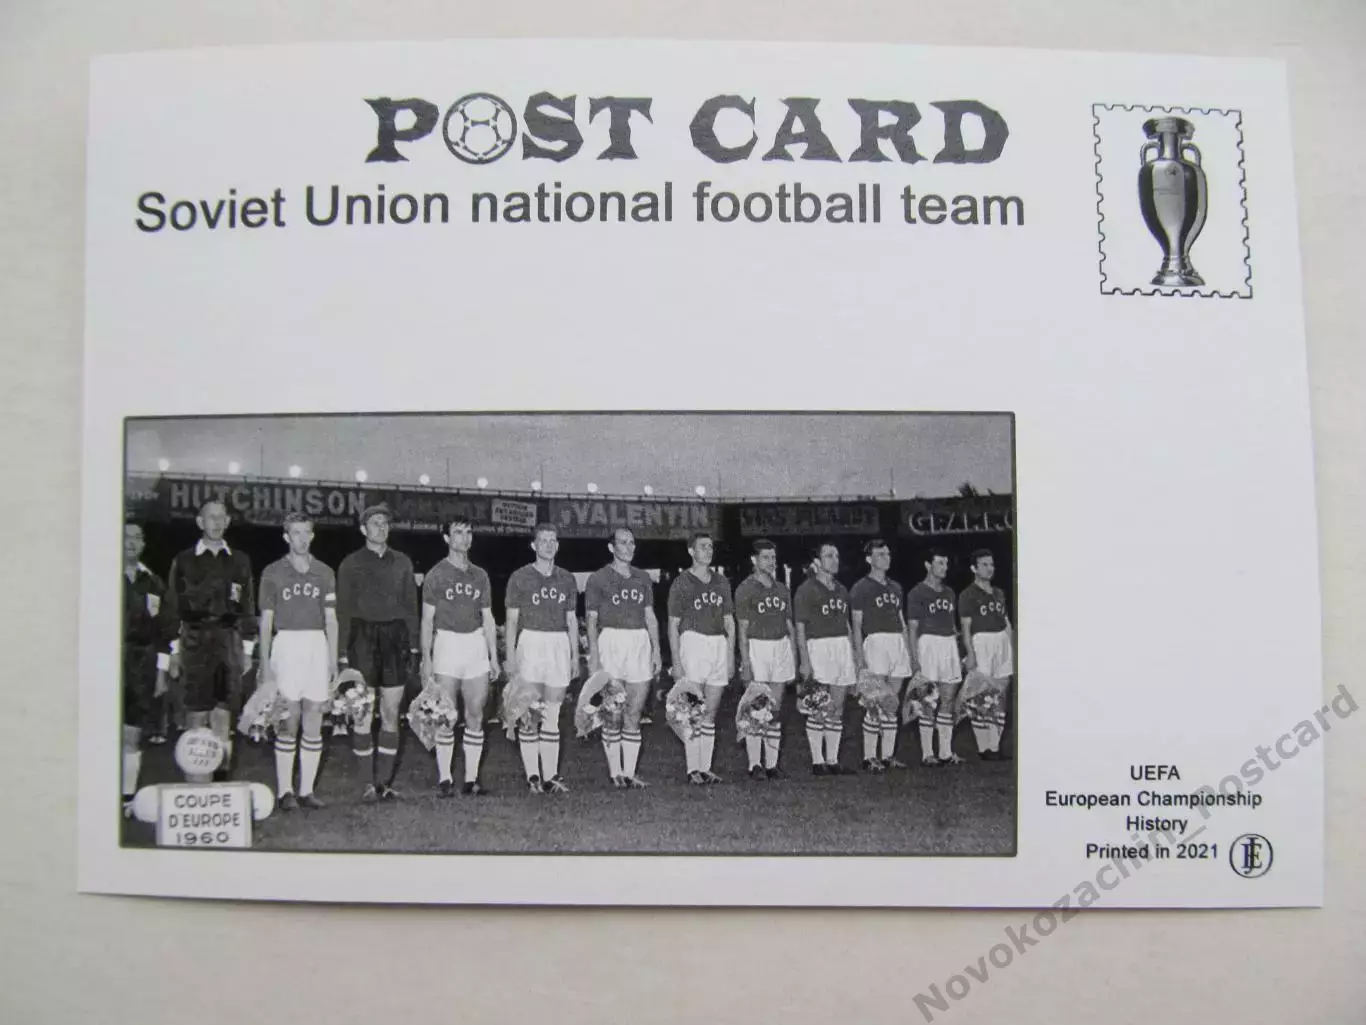 POST CARD
Soviet Union national football team
HUTCHINSON
VALENTIN
CCCP CCCP CCCP CCCP CCCP CCCP CCCP CCCP CCCP CCCP
COUPE
D'EUROPE
1960
UEFA
European Championship
History
Printed in 2021
Novokozachin_Postcard